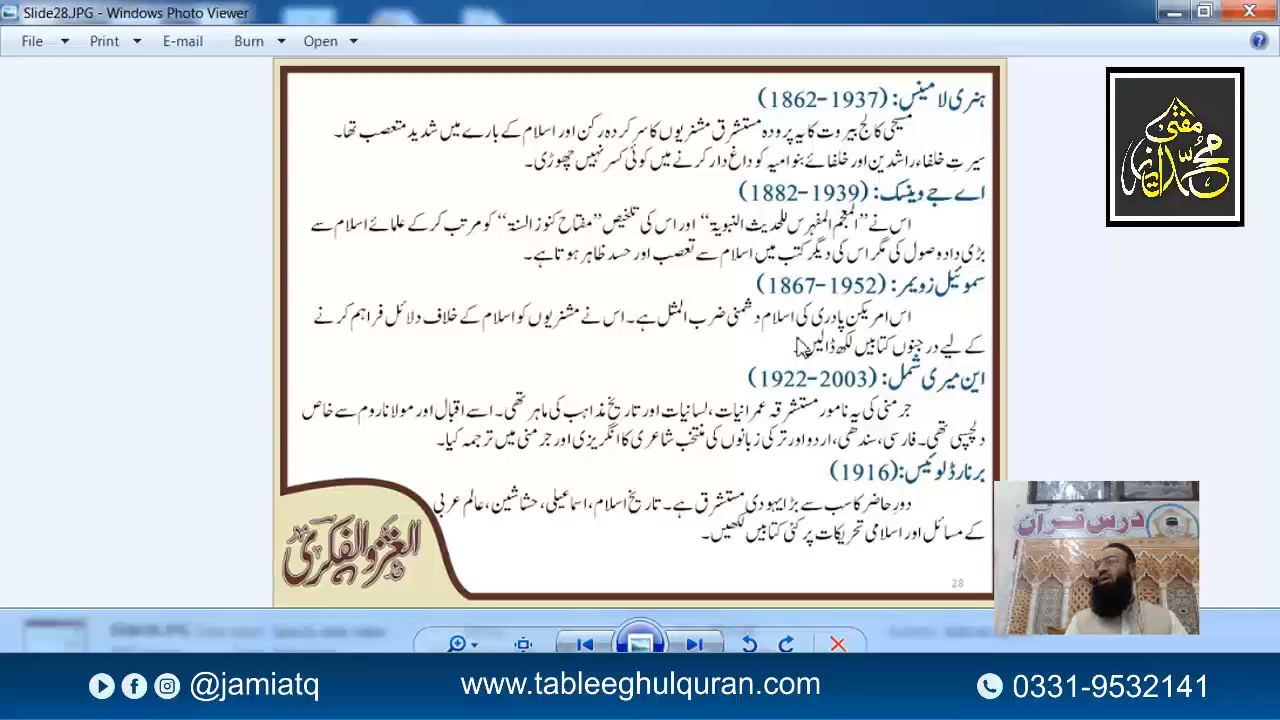 Slide28.JPG - Windows Photo Viewer
File Print E-mail Burn Open
ہنری لامینس: (1862-1937)
مسیحی کالج بیروت کا یہ پروردہ مستشرق مشنریوں کا سرکردہ رکن اور اسلام کے بارے میں شدید متعصب تھا۔
سیرتِ خلفاء راشدین اور خلفائے بنو امیہ کو داغ دار کرنے میں کوئی کسر نہیں چھوڑی۔
اے جے وینسک: (1882-1939)
اس نے ”المعجم المفہرس للحدیث النبویۃ“ اور اس کی تلخیص ”مفتاح کنوز السنۃ“ کو مرتب کرکے علمائے اسلام سے
بڑی داد وصول کی مگر اس کی دیگر کتب میں اسلام سے تعصب اور حسد ظاہر ہوتا ہے۔
سموئیل زویمر: (1867-1952)
اس امریکن پادری کی اسلام دشمنی ضرب المثل ہے۔ اس نے مشنریوں کو اسلام کے خلاف دلائل فراہم کرنے
کے لیے درجنوں کتابیں لکھ ڈالیں
این میری شمل: (1922-2003)
جرمنی کی یہ نامور مستشرقہ عمرانیات، لسانیات اور تاریخ مذاہب کی ماہر تھی۔ اسے اقبال اور مولانا روم سے خاص
دلچسپی تھی۔ فارسی، سندھی، اردو اور ترکی زبانوں کی منتخب شاعری کا انگریزی اور جرمنی میں ترجمہ کیا۔
برنارڈ لوئیس: (1916)
دورِ حاضر کا سب سے بڑا یہودی مستشرق ہے۔ تاریخ اسلام، اسماعیلی، حشاشین، عالم عربی
کے مسائل اور اسلامی تحریکات پر کئی کتابیں لکھیں۔
الغزو الفکری
28
مفتی محمد
درس قرآن
@jamiatq www.tableeghulquran.com 0331-9532141